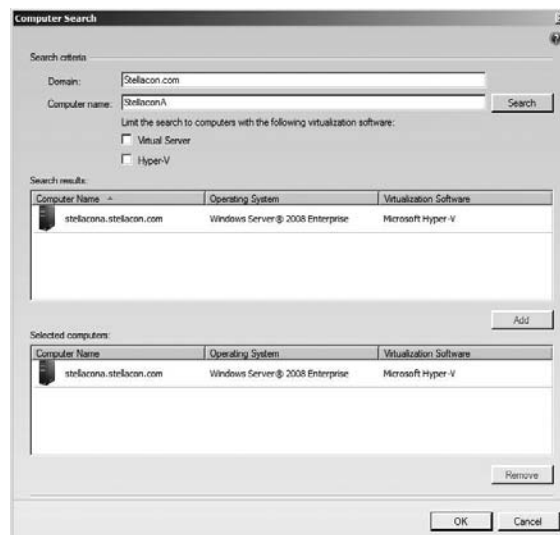 Computer Search
Search criteria
Domain: Stellacon.com
Computer name: StellaconA Search
Limit the search to computers with the following virtualization software:
Virtual Server
Hyper-V
Search results:
Computer Name Operating System Virtualization Software
stellacona.stellacon.com Windows Server® 2008 Enterprise Microsoft Hyper-V
Add
Selected computers:
Computer Name Operating System Virtualization Software
stellacona.stellacon.com Windows Server® 2008 Enterprise Microsoft Hyper-V
Remove
OK Cancel